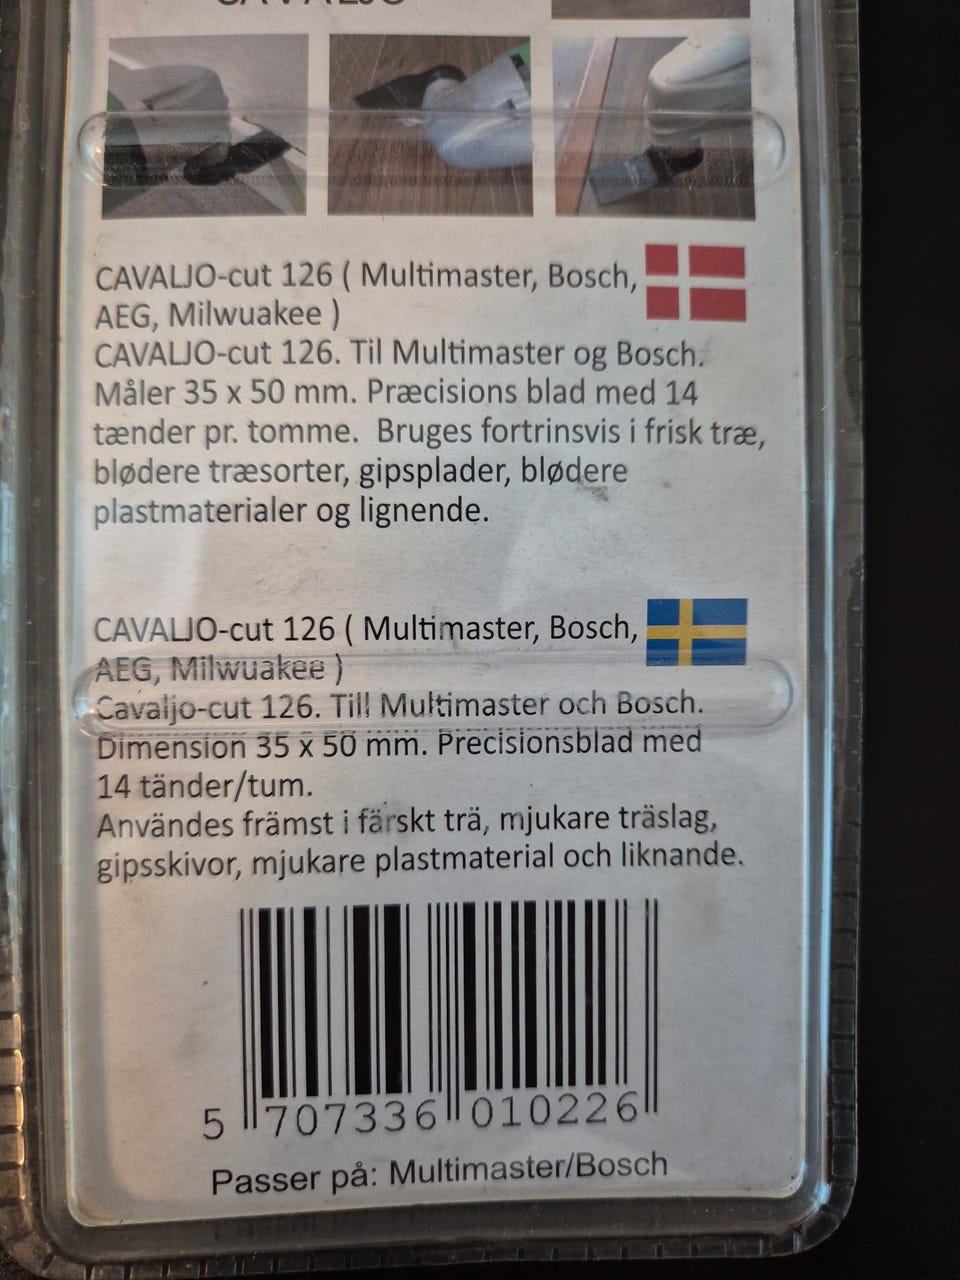 CAVALJO
CAVALJO-cut 126 ( Multimaster, Bosch,
AEG, Milwuakee )
CAVALJO-cut 126. Til Multimaster og Bosch.
Måler 35 x 50 mm. Præcisions blad med 14
tænder pr. tomme.  Bruges fortrinsvis i frisk træ,
blødere træsorter, gipsplader, blødere
plastmaterialer og lignende.
CAVALJO-cut 126 ( Multimaster, Bosch,
AEG, Milwuakee )
Cavaljo-cut 126. Till Multimaster och Bosch.
Dimension 35 x 50 mm. Precisionsblad med
14 tänder/tum.
Användes främst i färskt trä, mjukare träslag,
gipsskivor, mjukare plastmaterial och liknande.
5 707336 010226
Passer på: Multimaster/Bosch